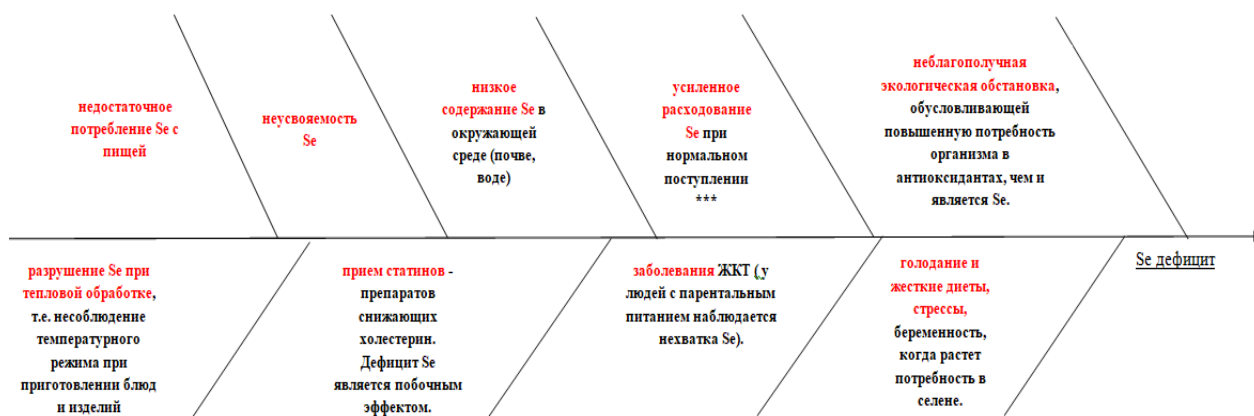 недостаточное
потребление Se с
пищей
неусвояемость
Se
низкое
содержание Se в
окружающей
среде (почве,
воде)
усиленное
расходование
Se при
нормальном
поступлении
***
неблагополучная
экологическая обстановка,
обусловливающей
повышенную потребность
организма в
антиоксидантах, чем и
является Se.
разрушение Se при
тепловой обработке,
т.е. несоблюдение
температурного
режима при
приготовлении блюд
и изделий
прием статинов -
препаратов
снижающих
холестерин.
Дефицит Se
является побочным
эффектом.
заболевания ЖКТ ( у
людей с парентальным
питанием наблюдается
нехватка Se).
голодание и
жесткие диеты,
стрессы,
беременность,
когда растет
потребность в
селене.
Se дефицит